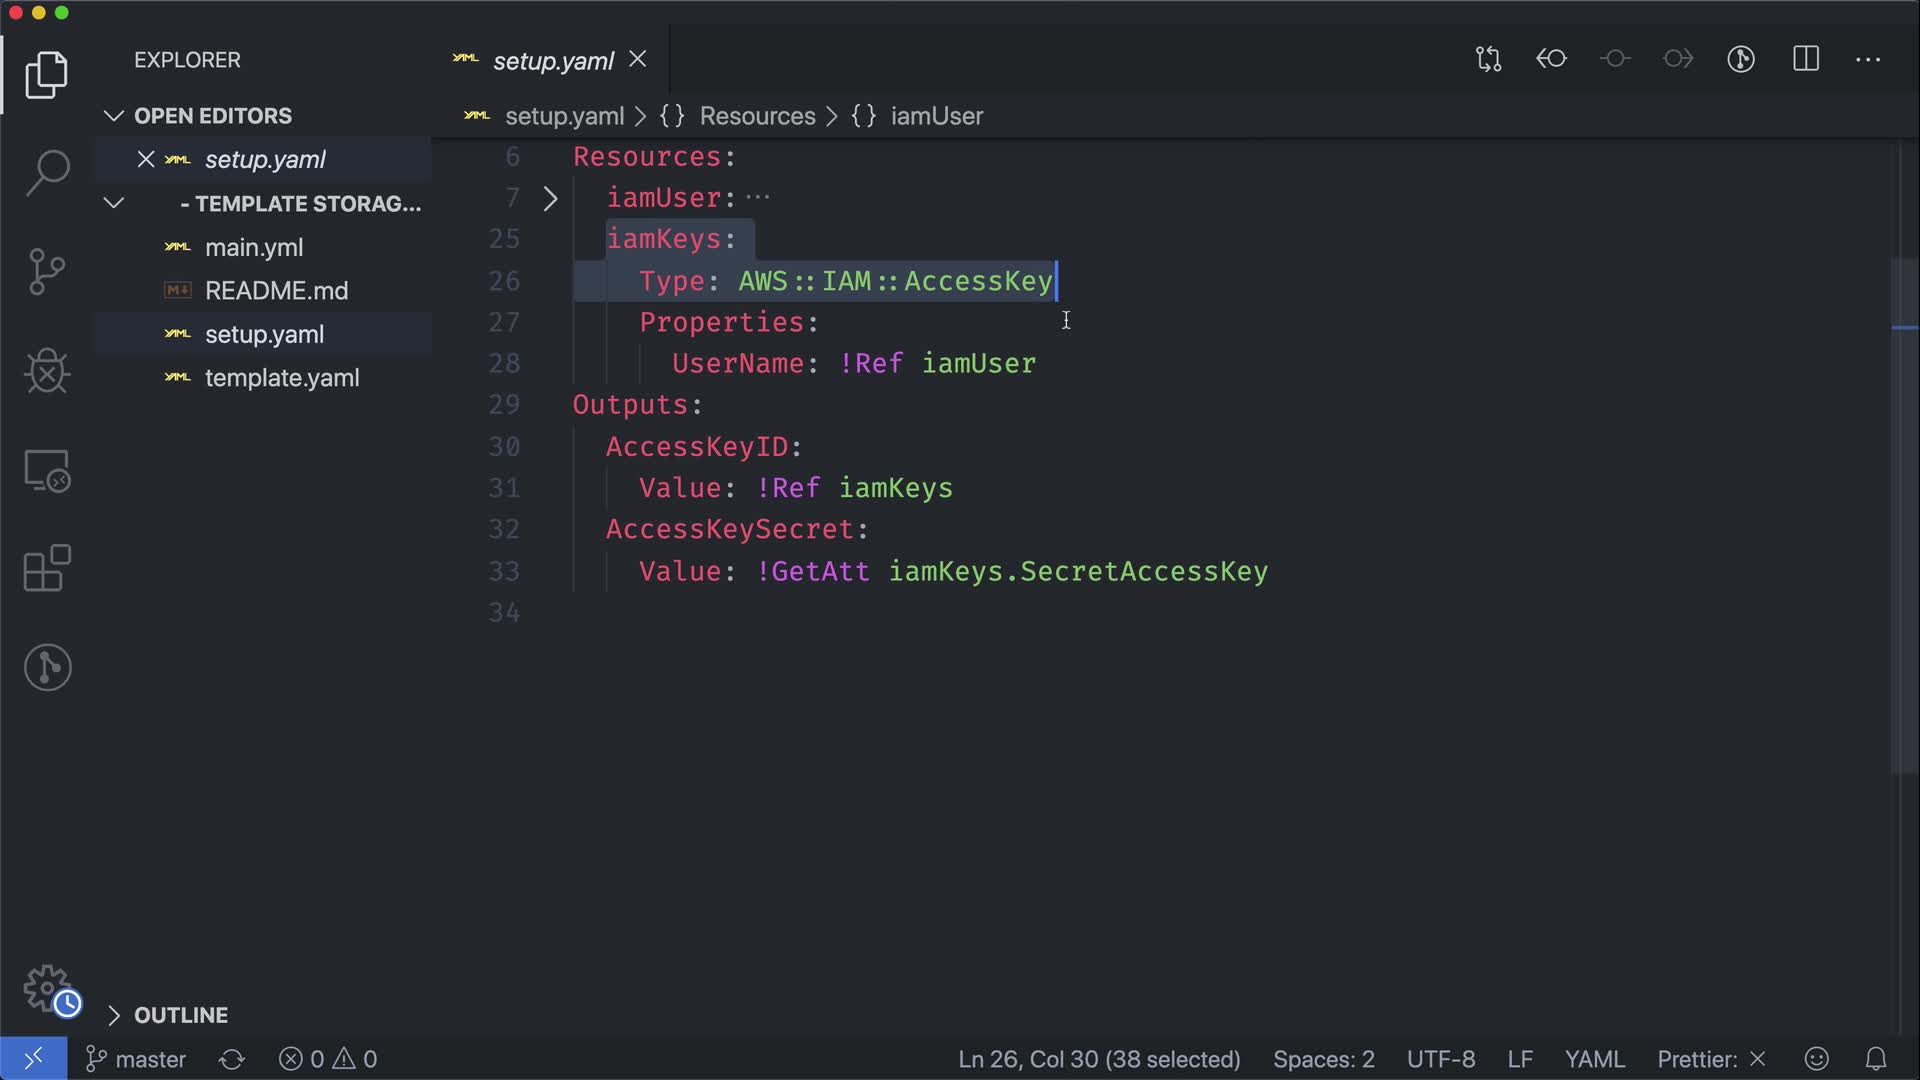 EXPLORER
OPEN EDITORS
setup.yaml
- TEMPLATE STORAG...
main.yml
README.md
setup.yaml
template.yaml
OUTLINE
setup.yaml
setup.yaml > {} Resources > {} iamUser
6 Resources:
7 iamUser: ...
25 iamKeys:
26 Type: AWS::IAM::AccessKey
27 Properties:
28 UserName: !Ref iamUser
29 Outputs:
30 AccessKeyID:
31 Value: !Ref iamKeys
32 AccessKeySecret:
33 Value: !GetAtt iamKeys.SecretAccessKey
34
master 0 0 Ln 26, Col 30 (38 selected) Spaces: 2 UTF-8 LF YAML Prettier: ×